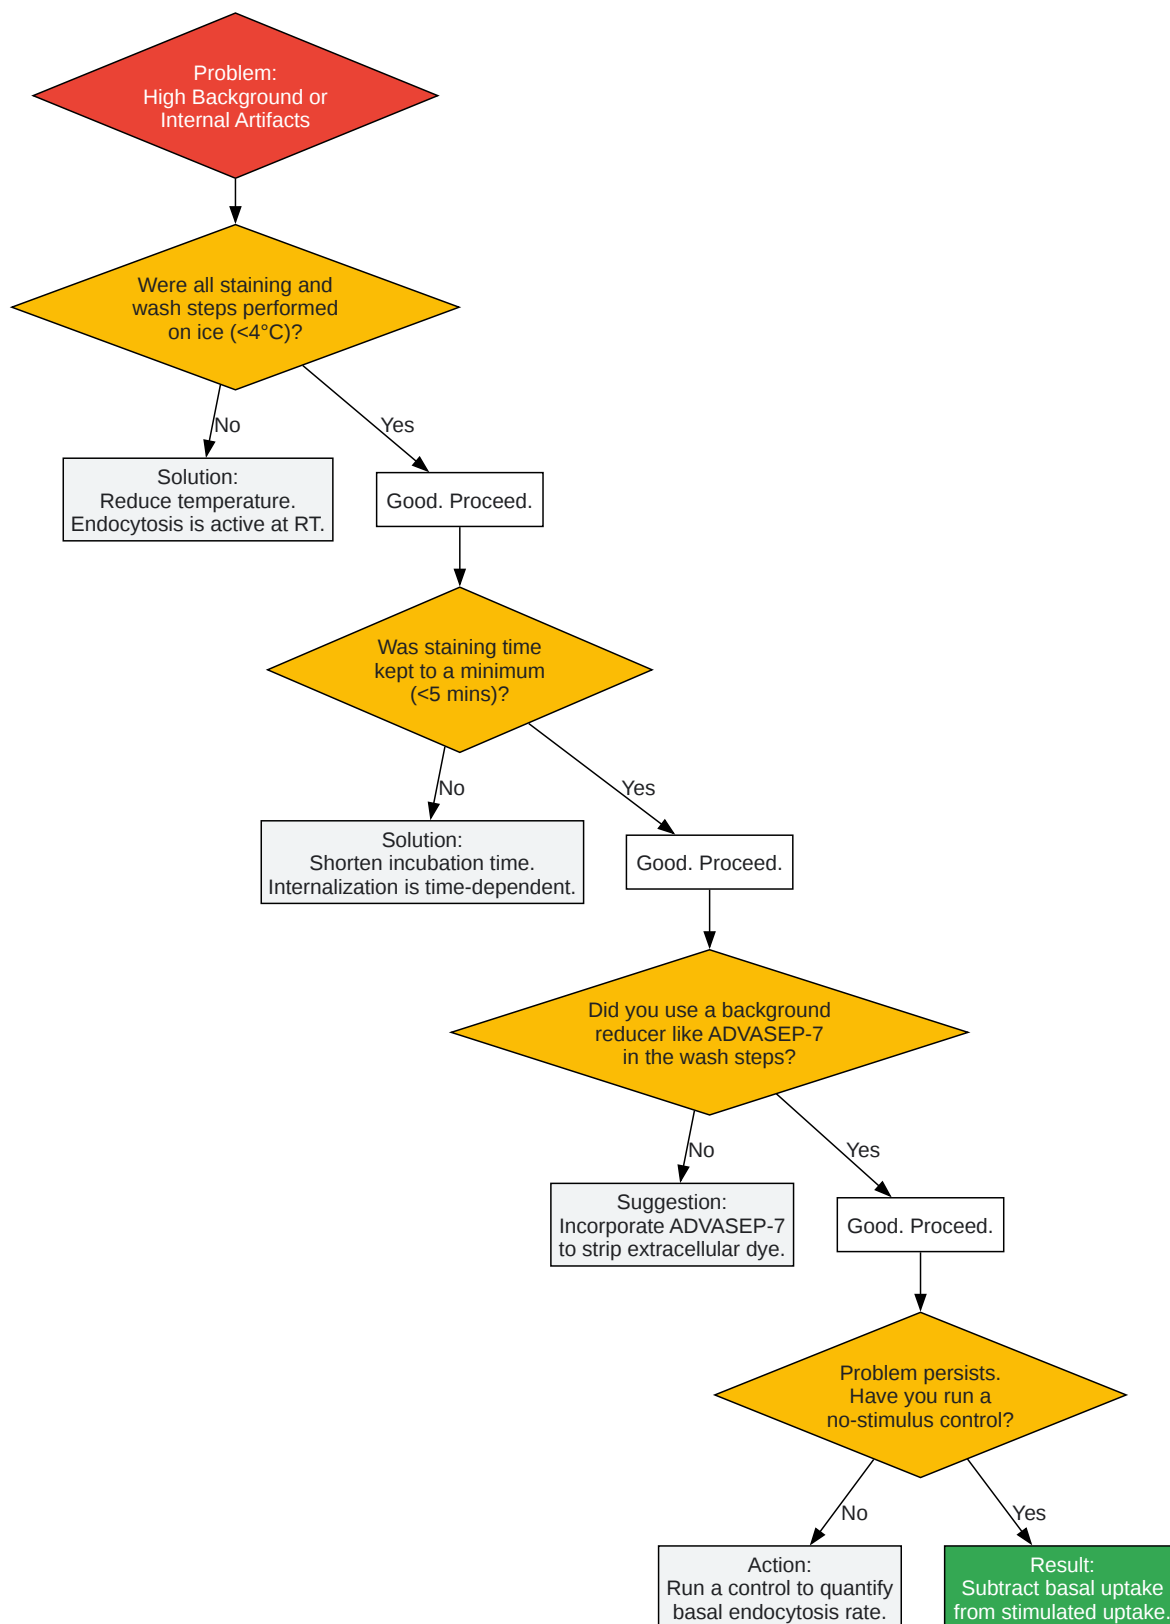 Problem:
High Background or
Internal Artifacts
Were all staining and
wash steps performed
on ice (<4°C)?
No
Yes
Solution:
Reduce temperature.
Endocytosis is active at RT.
Good. Proceed.
Was staining time
kept to a minimum
(<5 mins)?
No
Yes
Solution:
Shorten incubation time.
Internalization is time-dependent.
Good. Proceed.
Did you use a background
reducer like ADVASEP-7
in the wash steps?
No
Yes
Suggestion:
Incorporate ADVASEP-7
to strip extracellular dye.
Good. Proceed.
Problem persists.
Have you run a
no-stimulus control?
No
Yes
Action:
Run a control to quantify
basal endocytosis rate.
Result:
Subtract basal uptake
from stimulated uptake.